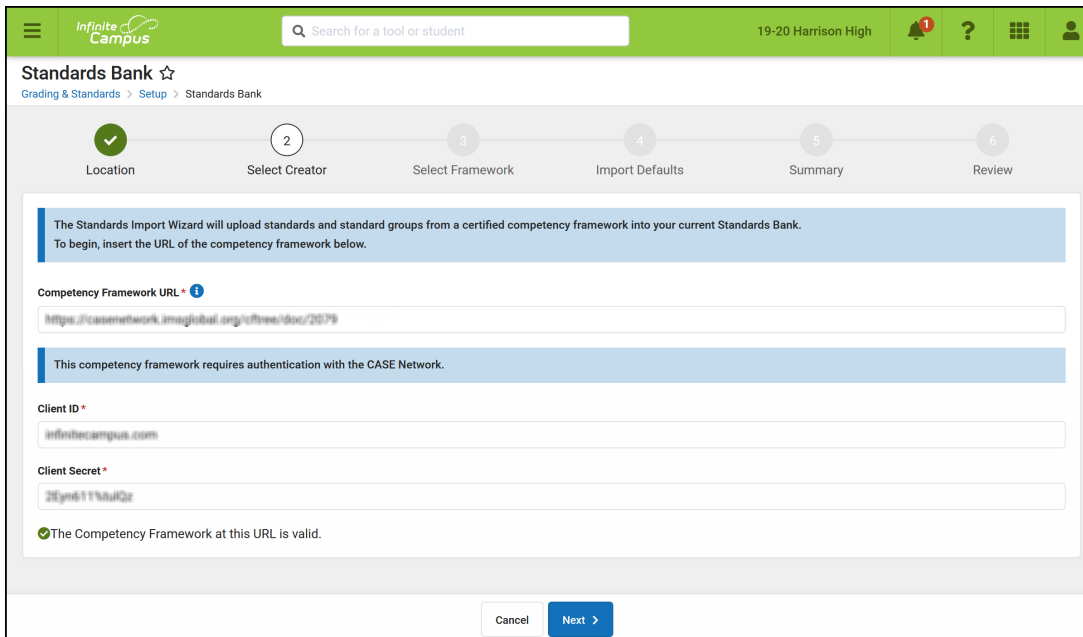 Infinite
Campus
Search for a tool or student
19-20 Harrison High
1
?
Standards Bank
Grading & Standards > Setup > Standards Bank
2
3
4
5
6
Location
Select Creator
Select Framework
Import Defaults
Summary
Review
The Standards Import Wizard will upload standards and standard groups from a certified competency framework into your current Standards Bank.
To begin, insert the URL of the competency framework below.
Competency Framework URL * i
This competency framework requires authentication with the CASE Network.
Client ID *
infinitecampus.com
Client Secret *
The Competency Framework at this URL is valid.
Cancel
Next >